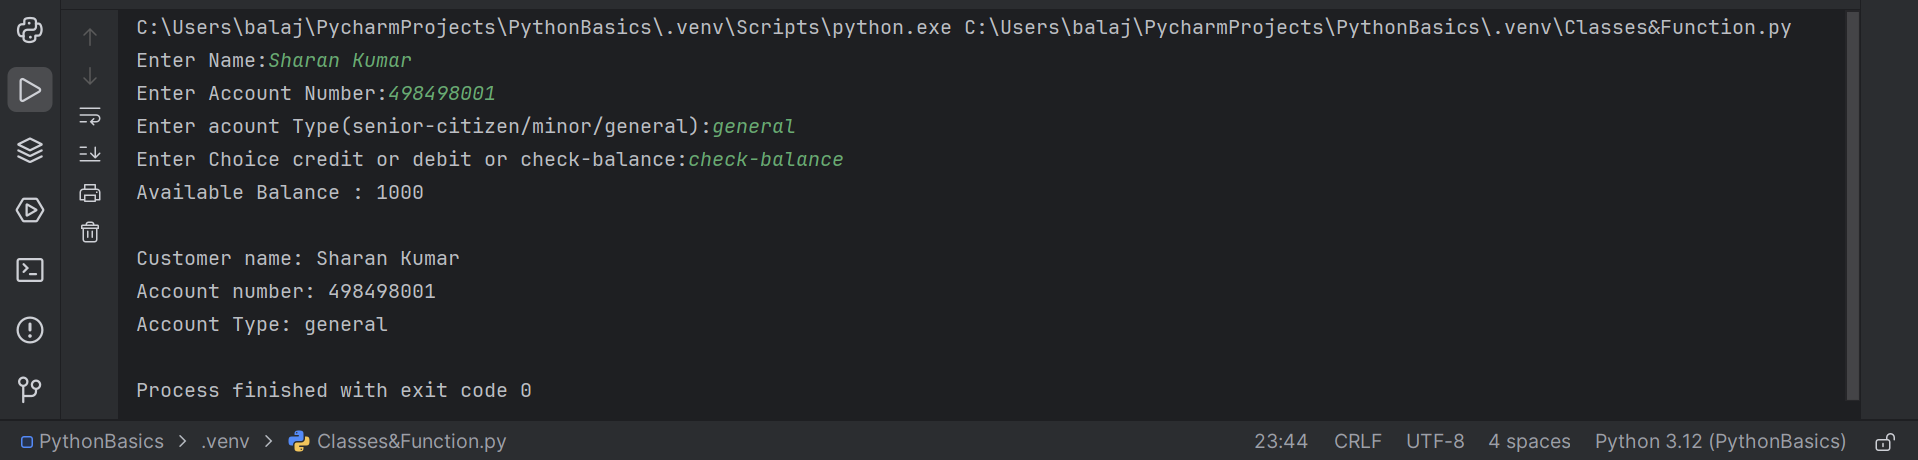 C:\Users\balaj\PycharmProjects\PythonBasics\.venv\Scripts\python.exe C:\Users\balaj\PycharmProjects\PythonBasics\.venv\Classes&Function.py
Enter Name:Sharan Kumar
Enter Account Number:498498001
Enter acount Type(senior-citizen/minor/general):general
Enter Choice credit or debit or check-balance:check-balance
Available Balance : 1000
Customer name: Sharan Kumar
Account number: 498498001
Account Type: general
Process finished with exit code 0
PythonBasics > .venv > Classes&Function.py 23:44 CRLF UTF-8 4 spaces Python 3.12 (PythonBasics)